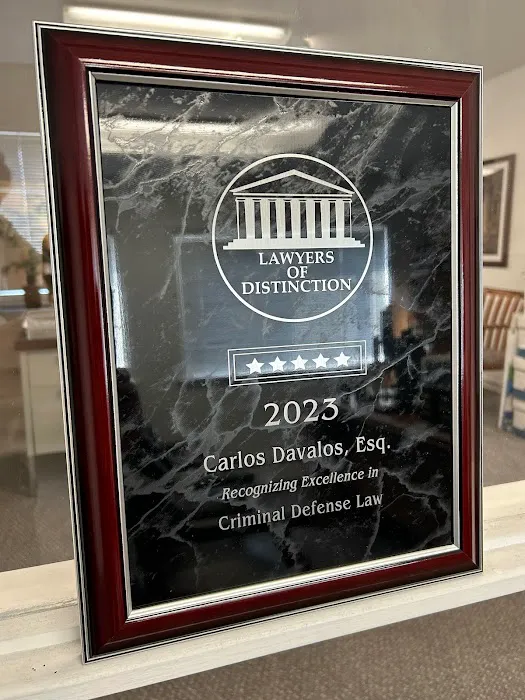 LAWYERS
OF
DISTINCTION
2023
Carlos Davalos, Esq.
Recognizing Excellence in
Criminal Defense Law